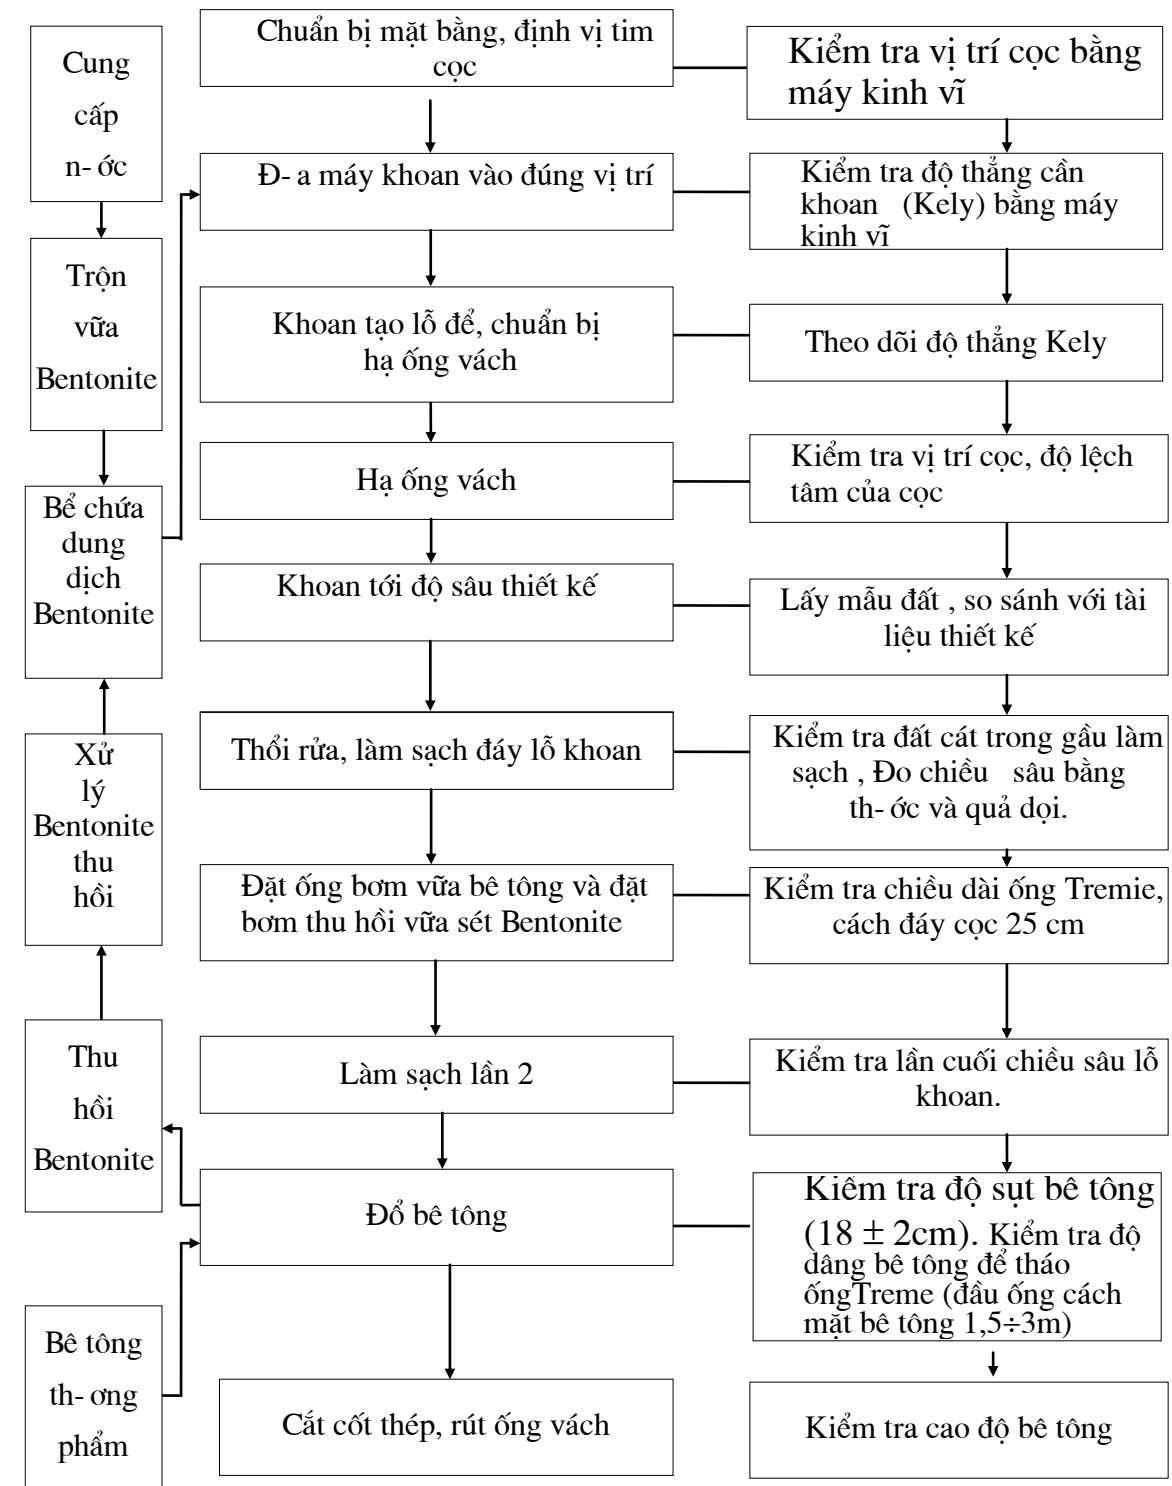 Cung
cấp
n- ớc
Trộn
vữa
Bentonite
Bể chứa
dung
dịch
Bentonite
Xử
lý
Bentonite
thu
hồi
Thu
hồi
Bentonite
Bê tông
th- ơng
phẩm
Chuẩn bị mặt bằng, định vị tim
cọc
Đ- a máy khoan vào đúng vị trí
Khoan tạo lỗ để, chuẩn bị
hạ ống vách
Hạ ống vách
Khoan tới độ sâu thiết kế
Thổi rửa, làm sạch đáy lỗ khoan
Đặt ống bơm vữa bê tông và đặt
bơm thu hồi vữa sét Bentonite
Làm sạch lần 2
Đổ bê tông
Cắt cốt thép, rút ống vách
Kiểm tra vị trí cọc bằng
máy kinh vĩ
Kiểm tra độ thẳng cần
khoan (Kely) bằng máy
kinh vĩ
Theo dõi độ thẳng Kely
Kiểm tra vị trí cọc, độ lệch
tâm của cọc
Lấy mẫu đất , so sánh với tài
liệu thiết kế
Kiểm tra đất cát trong gầu làm
sạch , Đo chiều sâu bằng
th- ớc và quả dọi.
Kiểm tra chiều dài ống Tremie,
cách đáy cọc 25 cm
Kiểm tra lần cuối chiều sâu lỗ
khoan.
Kiểm tra độ sụt bê tông
(18 ± 2cm). Kiểm tra độ
dâng bê tông để tháo
ốngTreme (đầu ống cách
mặt bê tông 1,5÷3m)
Kiểm tra cao độ bê tông